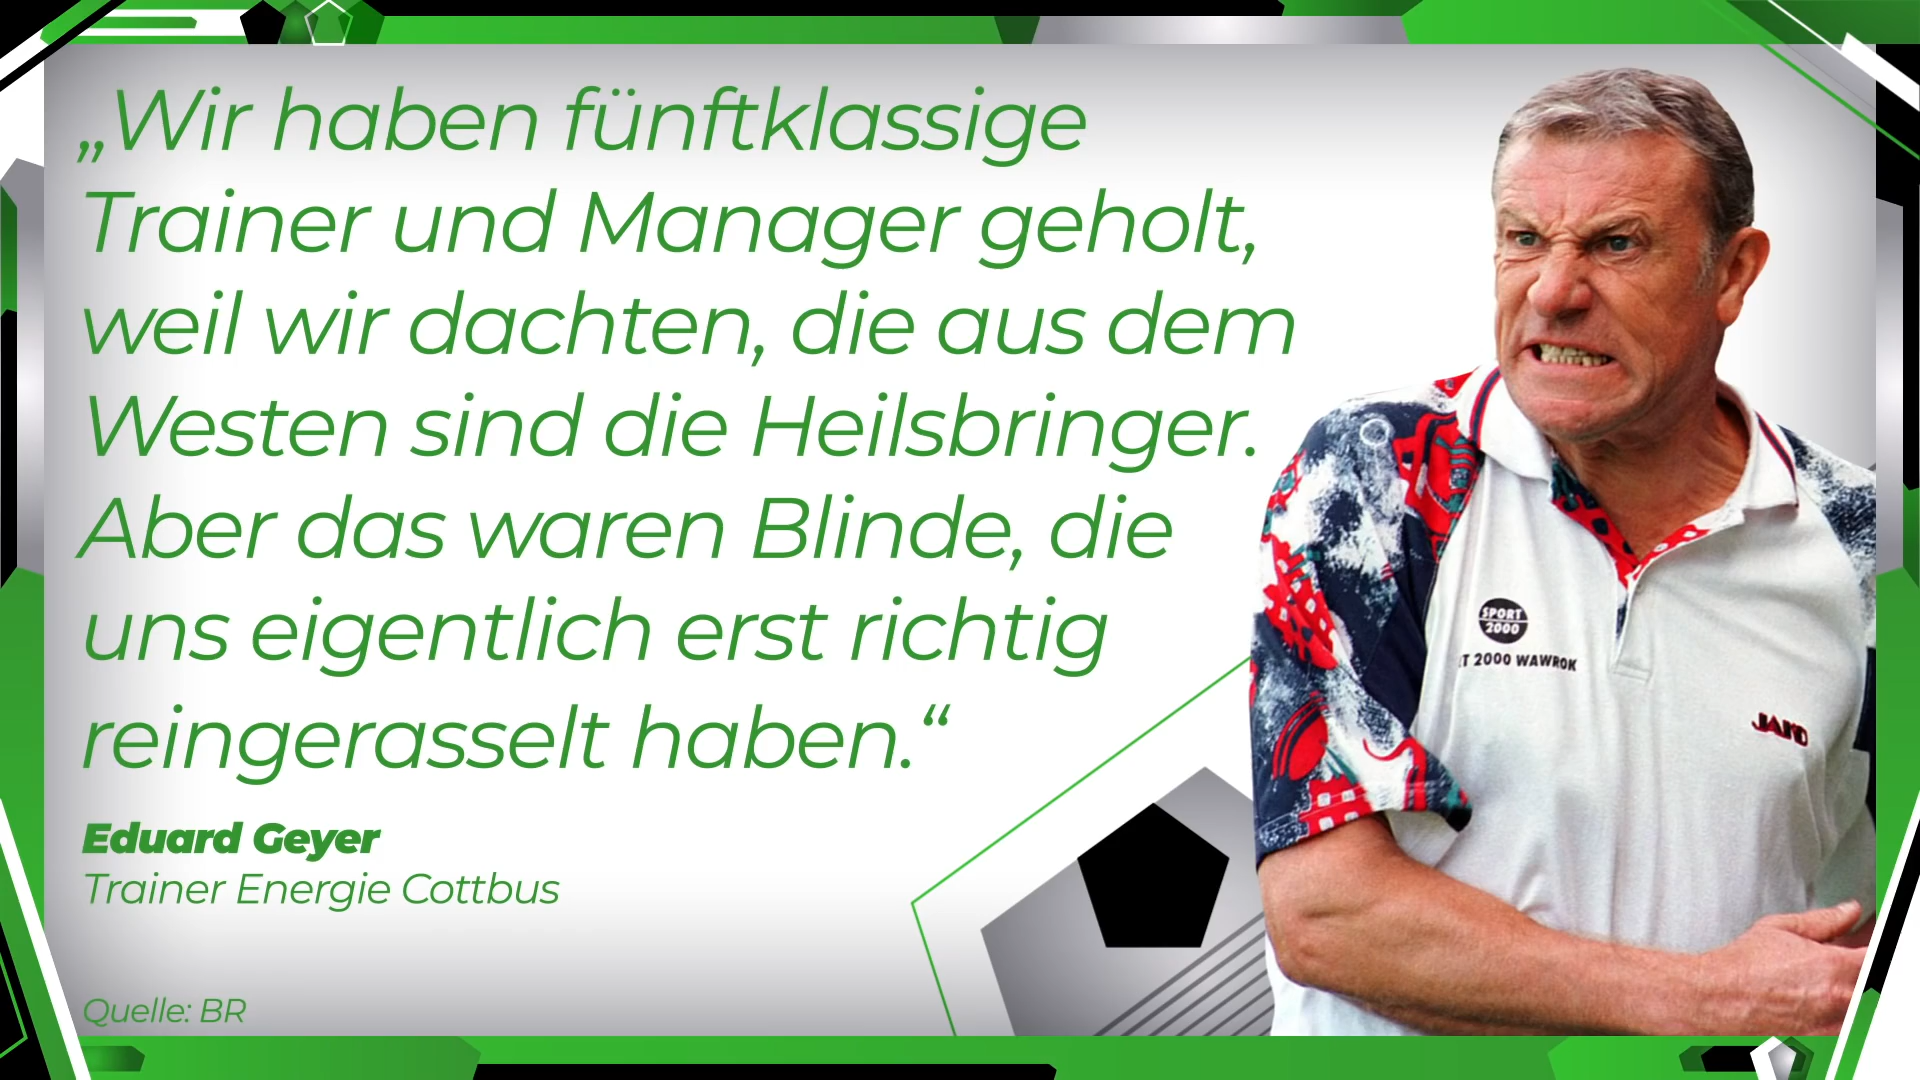 „Wir haben fünftklassige
Trainer und Manager geholt,
weil wir dachten, die aus dem
Westen sind die Heilsbringer.
Aber das waren Blinde, die
uns eigentlich erst richtig
reingerasselt haben.“
Eduard Geyer
Trainer Energie Cottbus
Quelle: BR
SPORT
2000
T 2000 WAWROK
JAKO